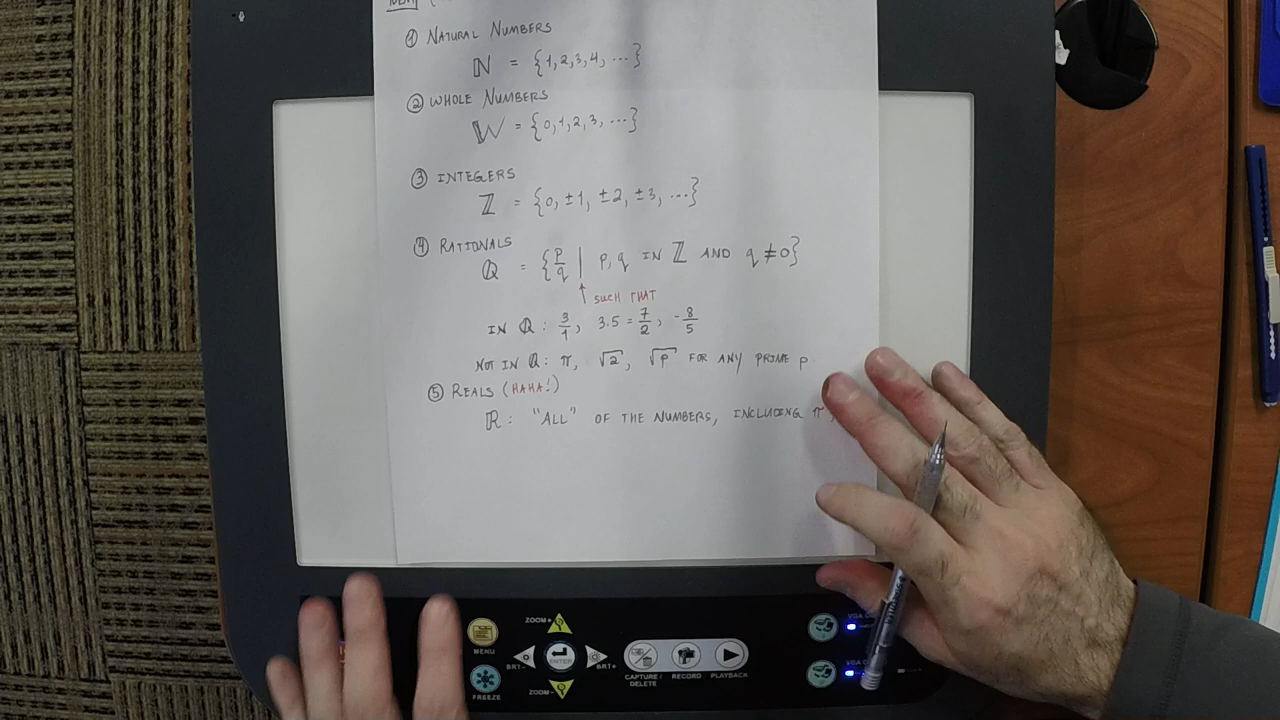 ① NATURAL NUMBERS
ℕ = {1,2,3,4, ...}
② WHOLE NUMBERS
𝕎 = {0,1,2,3, ...}
③ INTEGERS
ℤ = {0, ±1, ±2, ±3, ...}
④ RATIONALS
ℚ = {p/q | p,q IN ℤ AND q≠0}
↑ SUCH THAT
IN ℚ: 3/1, 3.5 = 7/2, -8/5
NOT IN ℚ: π, √2, √p FOR ANY PRIME p
⑤ REALS (HAHA!)
ℝ: "ALL" OF THE NUMBERS, INCLUDING π,
ZOOM+
MENU
BRT-
ENTER
BRT+
FREEZE
ZOOM-
CAPTURE / DELETE
RECORD
PLAYBACK
VGA
VGA